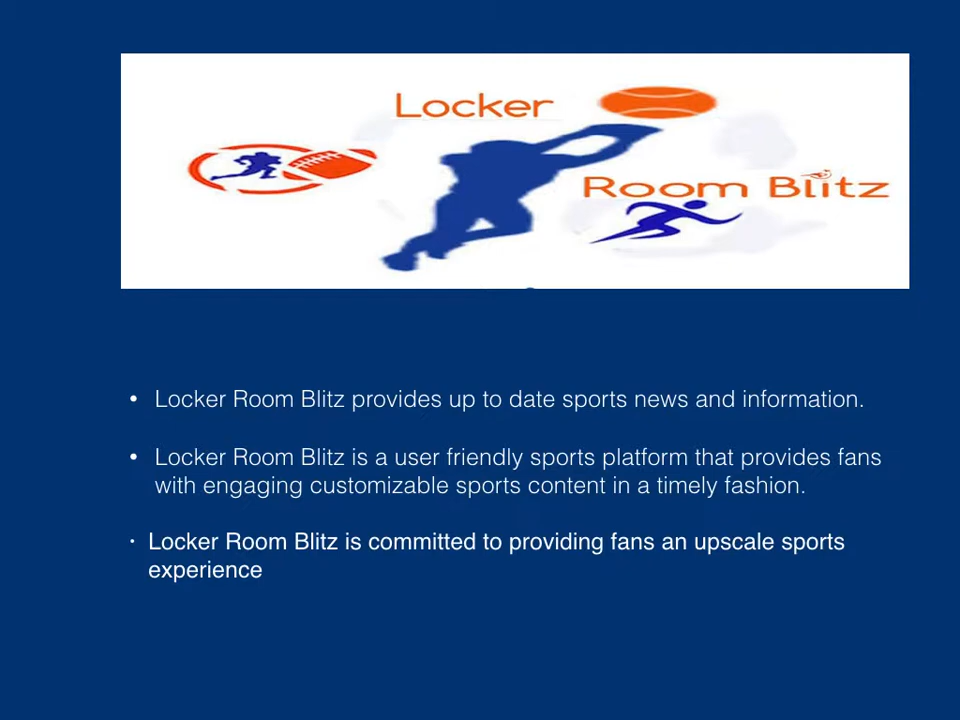 Locker
Room Blitz
• Locker Room Blitz provides up to date sports news and information.
• Locker Room Blitz is a user friendly sports platform that provides fans
with engaging customizable sports content in a timely fashion.
• Locker Room Blitz is committed to providing fans an upscale sports
experience